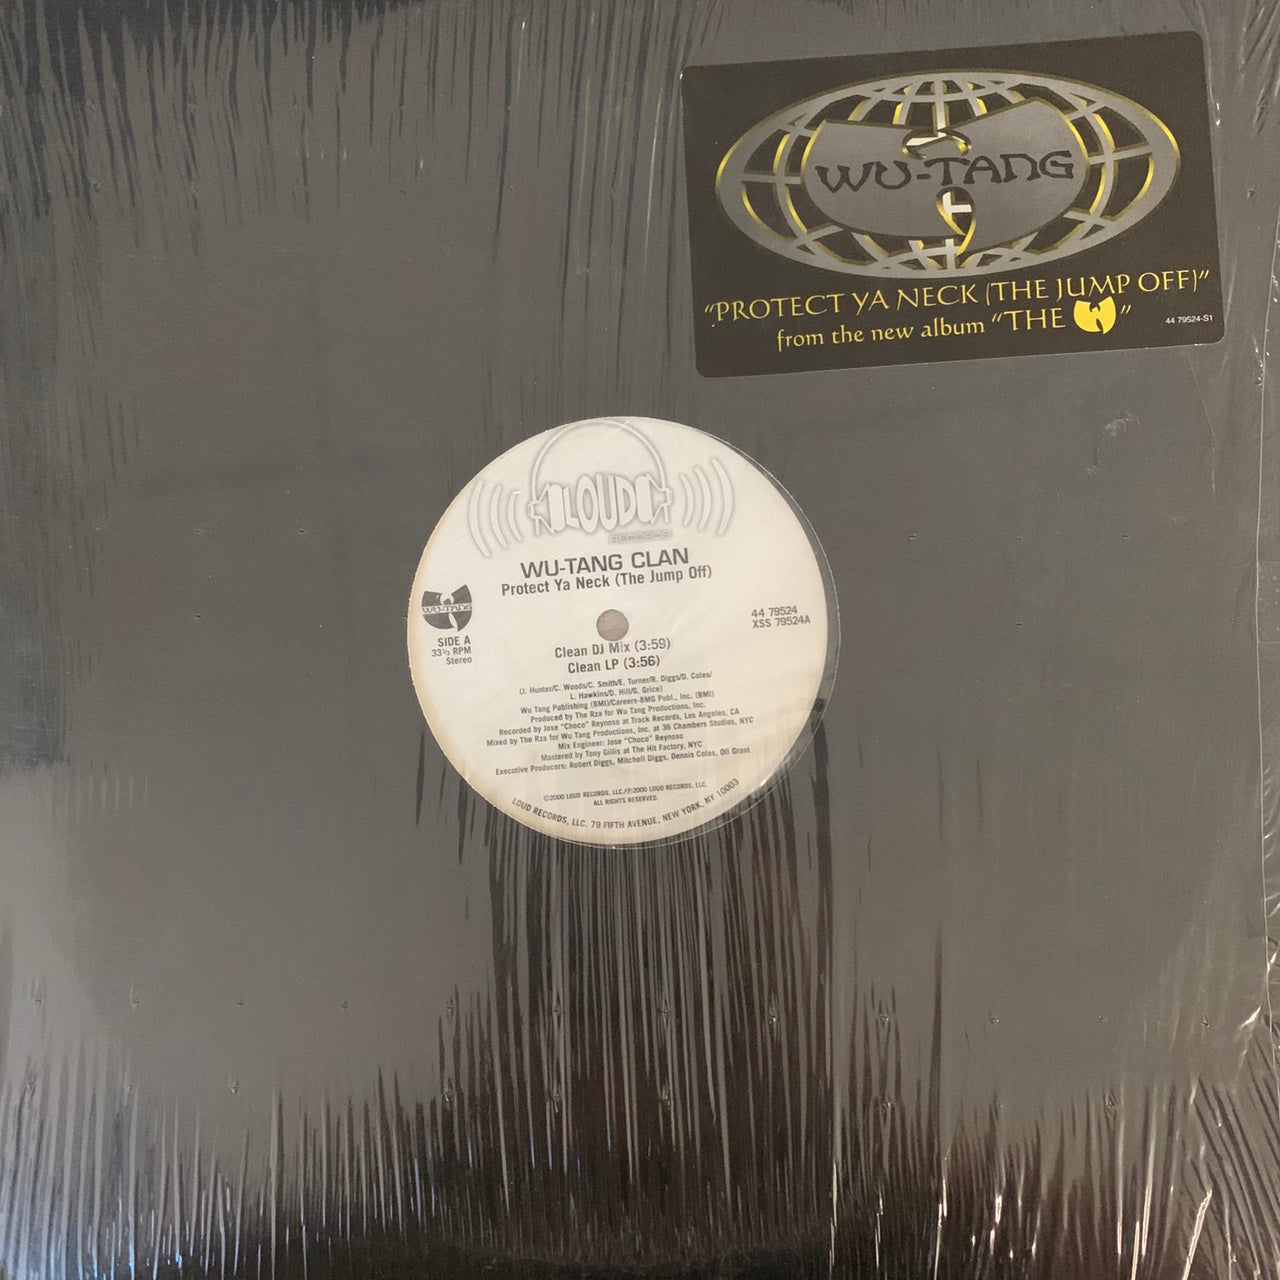 WU-TANG
"PROTECT YA NECK (THE JUMP OFF)"
from the new album "THE W"
44 79524-S1
LOUD
RECORDS
WU-TANG CLAN
Protect Ya Neck (The Jump Off)
WU-TANG
SIDE A
33⅓ RPM
Stereo
44 79524
XSS 79524A
Clean DJ Mix (3:59)
Clean LP (3:56)
(J. Hunter/C. Woods/C. Smith/E. Turner/R. Diggs/D. Coles/
L. Hawkins/D. Hill/G. Grice)
Wu Tang Publishing (BMI)/Careers-BMG Publ., Inc. (BMI)
Produced by The Rza for Wu Tang Productions, Inc.
Recorded by Jose "Choco" Reynoso at Track Records, Los Angeles, CA
Mixed by The Rza for Wu Tang Productions, Inc. at 36 Chambers Studios, NYC
Mix Engineer: Jose "Choco" Reynoso
Mastered by Tony Gillis at The Hit Factory, NYC
Executive Producers: Robert Diggs, Mitchell Diggs, Dennis Coles, Oli Grant
©2000 LOUD RECORDS, LLC./℗2000 LOUD RECORDS, LLC.
ALL RIGHTS RESERVED.
LOUD RECORDS, LLC. 79 FIFTH AVENUE, NEW YORK, NY 10003